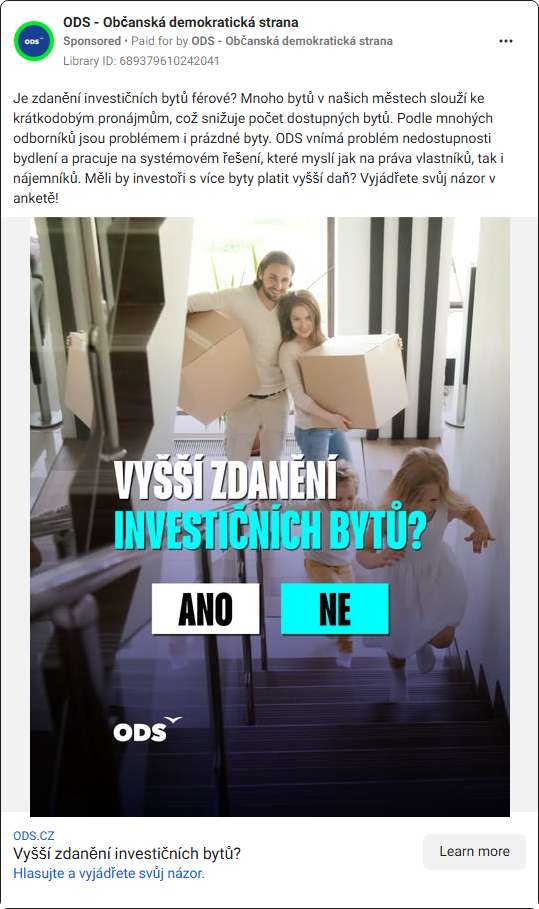 ODS - Občanská demokratická strana
Sponsored • Paid for by ODS - Občanská demokratická strana
Library ID: 689379610242041
ODS
Je zdanění investičních bytů férové? Mnoho bytů v našich městech slouží ke
krátkodobým pronájmům, což snižuje počet dostupných bytů. Podle mnohých
odborníků jsou problémem i prázdné byty. ODS vnímá problém nedostupnosti
bydlení a pracuje na systémovém řešení, které myslí jak na práva vlastníků, tak i
nájemníků. Měli by investoři s více byty platit vyšší daň? Vyjádřete svůj názor v
anketě!
VYŠŠÍ ZDANĚNÍ
INVESTIČNÍCH BYTŮ?
ANO NE
ODS
ODS.CZ
Vyšší zdanění investičních bytů?
Hlasujte a vyjádřete svůj názor.
Learn more